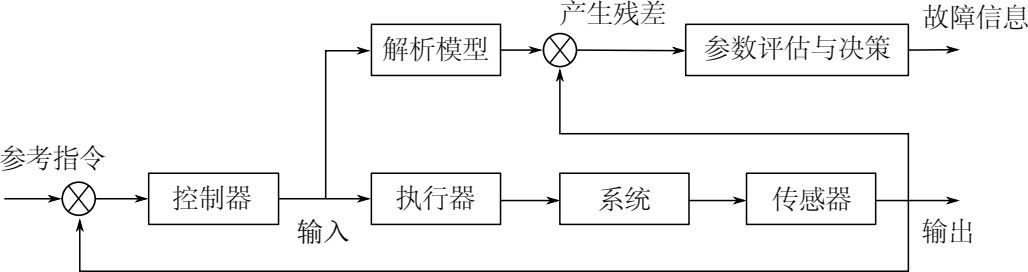 产生残差
故障信息
解析模型
参数评估与决策
参考指令
控制器
执行器
系统
传感器
输入
输出